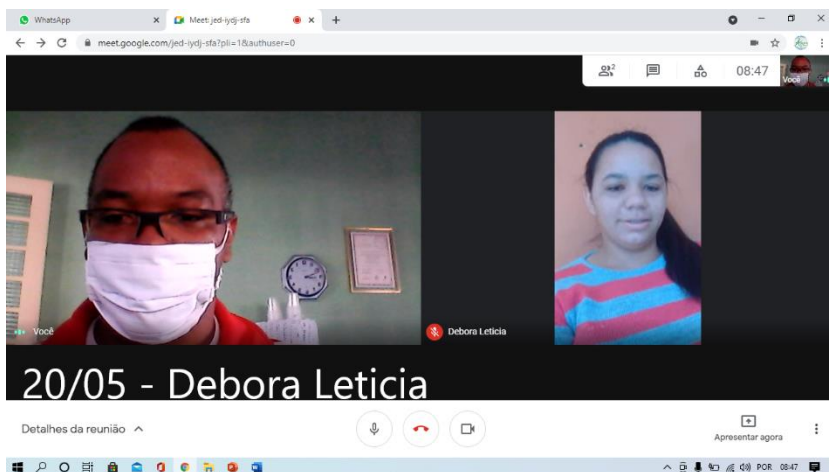 WhatsApp
Meet: jed-iydj-sfa
meet.google.com/jed-iydj-sfa?pli=1&authuser=0
2
08:47
Você
Você
Debora Leticia
20/05 - Debora Leticia
Detalhes da reunião
Apresentar agora
POR 08:47